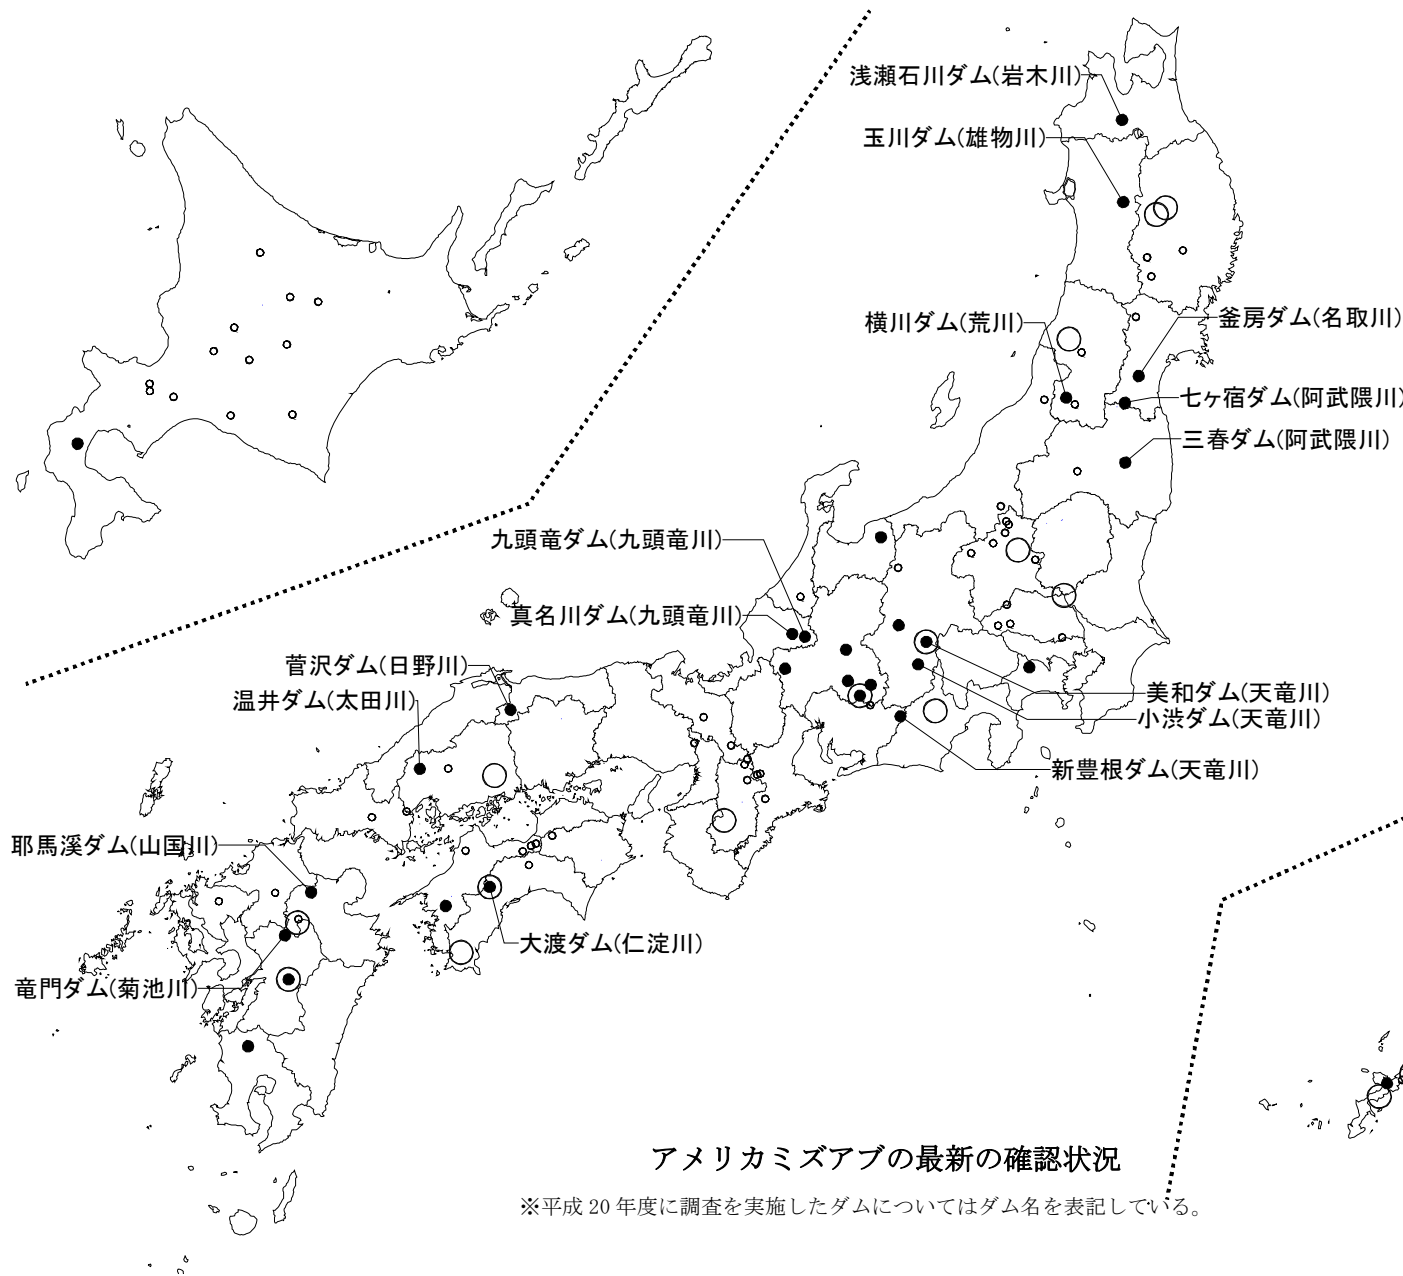 浅瀬石川ダム(岩木川)
玉川ダム(雄物川)
横川ダム(荒川)
釜房ダム(名取川)
七ヶ宿ダム(阿武隈川)
三春ダム(阿武隈川)
九頭竜ダム(九頭竜川)
真名川ダム(九頭竜川)
菅沢ダム(日野川)
温井ダム(太田川)
美和ダム(天竜川)
小渋ダム(天竜川)
新豊根ダム(天竜川)
耶馬溪ダム(山国川)
大渡ダム(仁淀川)
竜門ダム(菊池川)
アメリカミズアブの最新の確認状況
※平成 20 年度に調査を実施したダムについてはダム名を表記している。